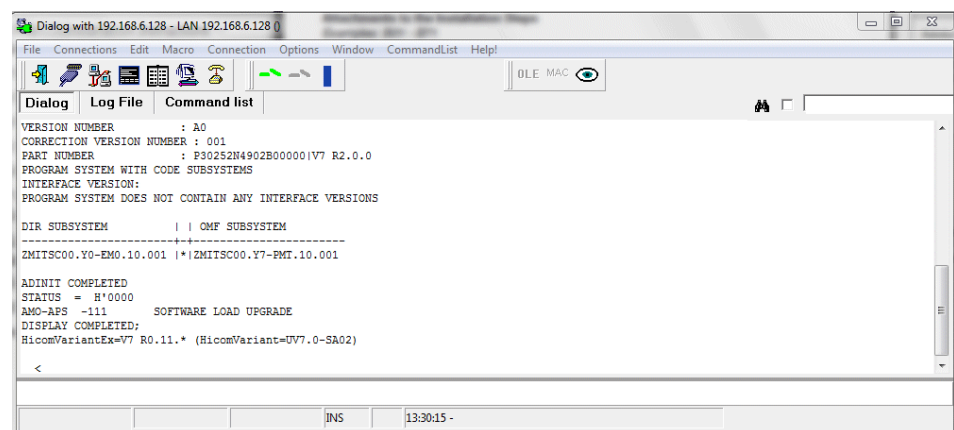 Dialog with 192.168.6.128 - LAN 192.168.6.128 ()
File Connections Edit Macro Connection Options Window CommandList Help!
OLE MAC
Dialog Log File Command list
VERSION NUMBER : A0
CORRECTION VERSION NUMBER : 001
PART NUMBER : P30252N4902B00000|V7 R2.0.0
PROGRAM SYSTEM WITH CODE SUBSYSTEMS
INTERFACE VERSION:
PROGRAM SYSTEM DOES NOT CONTAIN ANY INTERFACE VERSIONS
DIR SUBSYSTEM | | OMF SUBSYSTEM
-----------------------+-+-----------------------
ZMITSC00.Y0-EM0.10.001 |*|ZMITSC00.Y7-PMT.10.001
ADINIT COMPLETED
STATUS = H'0000
AMO-APS -111 SOFTWARE LOAD UPGRADE
DISPLAY COMPLETED;
HicomVariantEx=V7 R0.11.* (HicomVariant=UV7.0-SA02)
<
INS 13:30:15 -